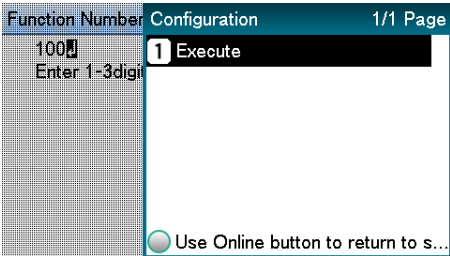 Function Number
100
Enter 1-3digi
Configuration 1/1 Page
1 Execute
Use Online button to return to s...